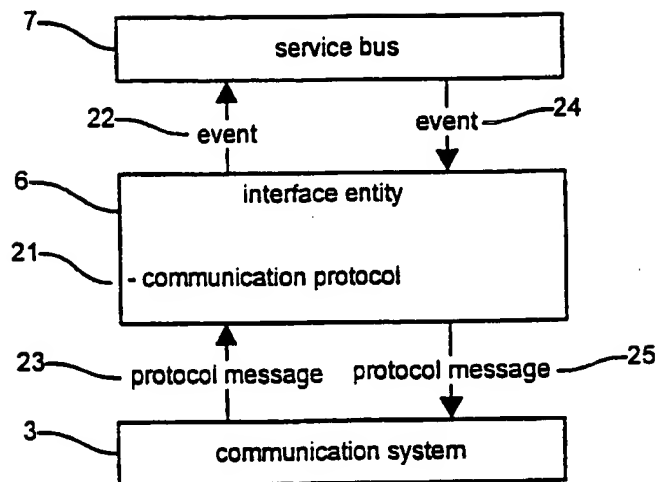 7
service bus
22
event
event
24
6
interface entity
21
- communication protocol
23
protocol message
protocol message
25
3
communication system